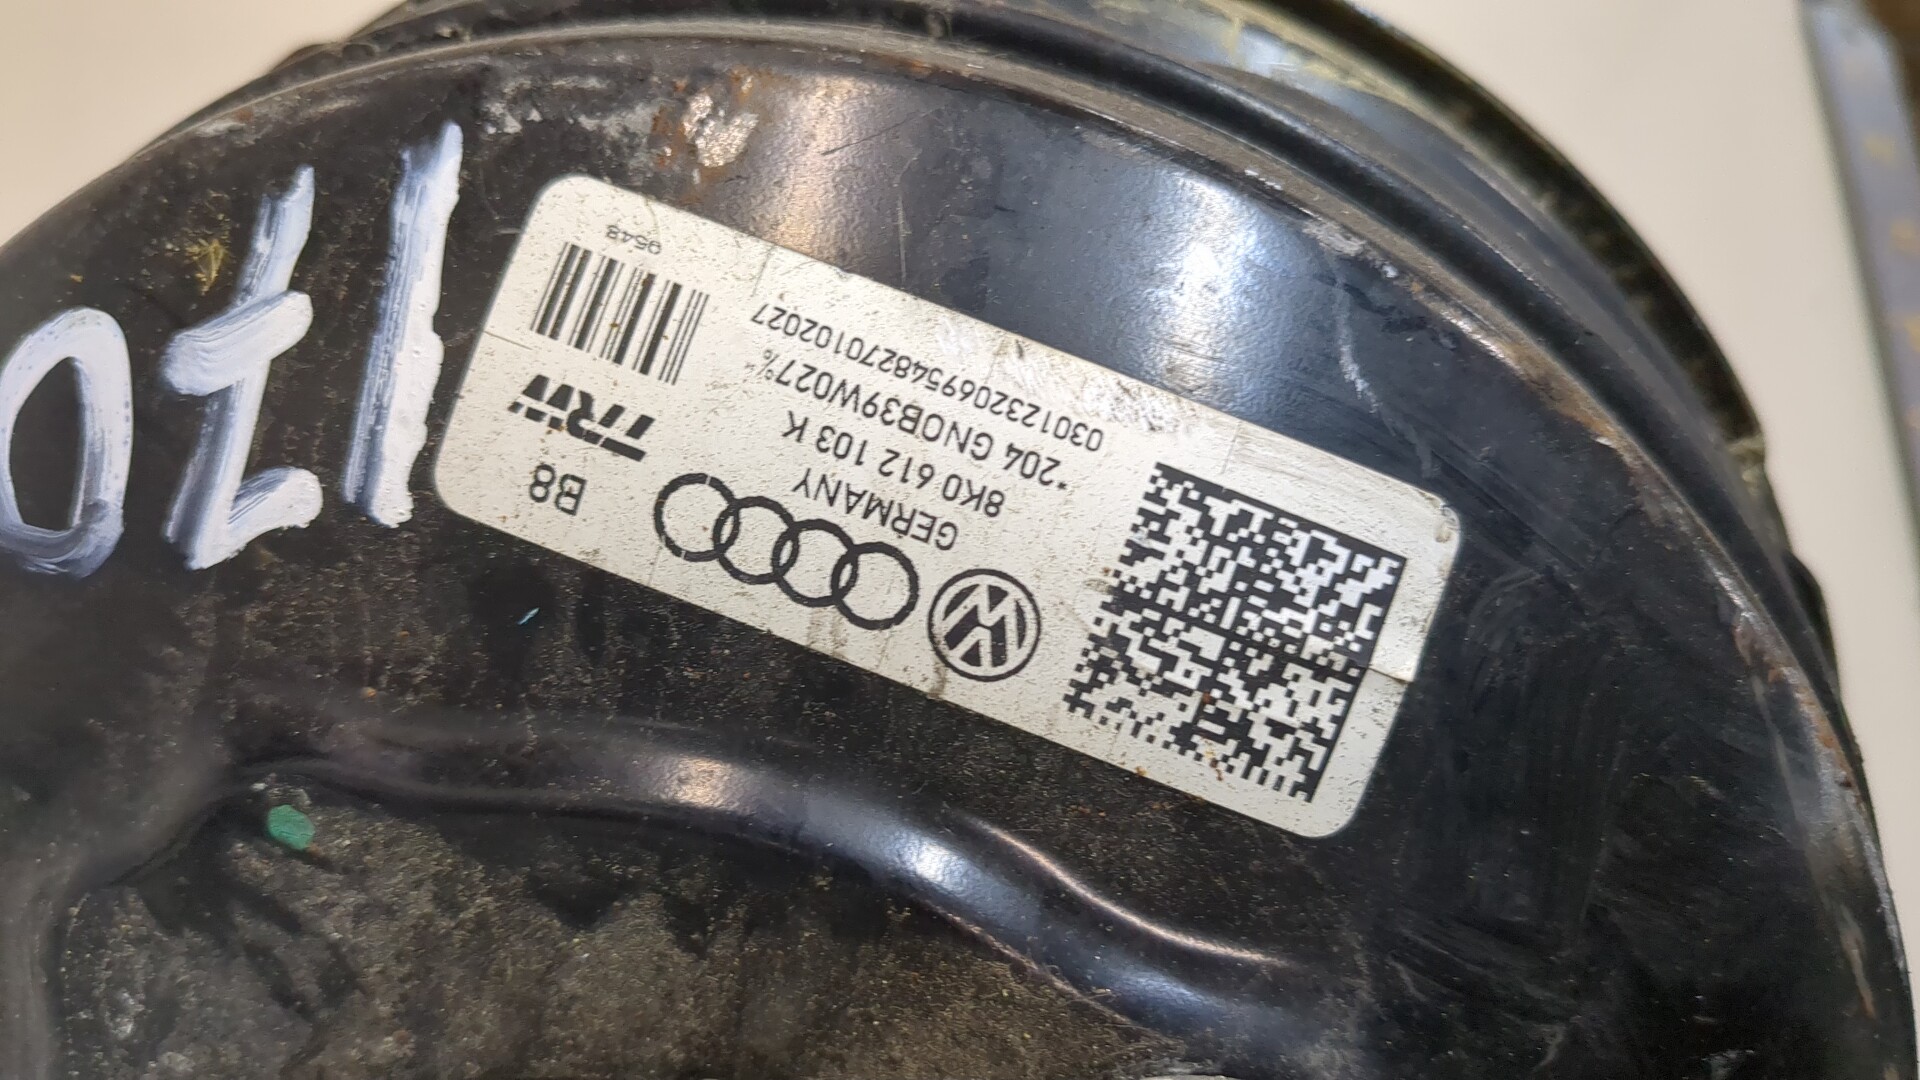 170
GERMANY
8K0 612 103 K
*204 GNOB39W027%*
0301232069548270102027
B8
TRW
9548